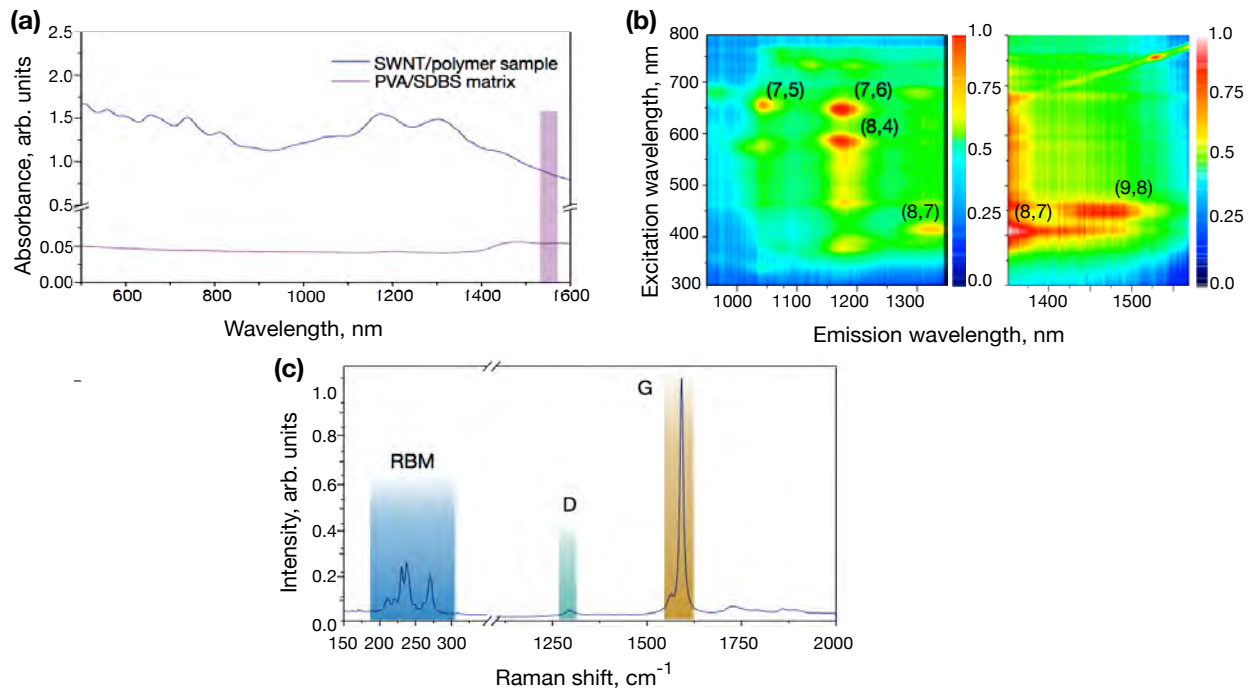 (a)
2.5
2.0
1.5
1.0
0.5
0.05
0.00
Absorbance, arb. units
SWNT/polymer sample
PVA/SDBS matrix
600 800 1000 1200 1400 1600
Wavelength, nm
(b)
800
700
600
500
400
300
Excitation wavelength, nm
(7,5) (7,6)
(8,4)
(8,7)
1.0
0.75
0.5
0.25
0.0
1000 1100 1200 1300
(9,8)
(8,7)
1.0
0.75
0.5
0.25
0.0
1400 1500
Emission wavelength, nm
(c)
1.0
0.8
0.6
0.4
0.2
0.0
Intensity, arb. units
RBM
D
G
150 200 250 300 1250 1500 1750 2000
Raman shift, cm⁻¹